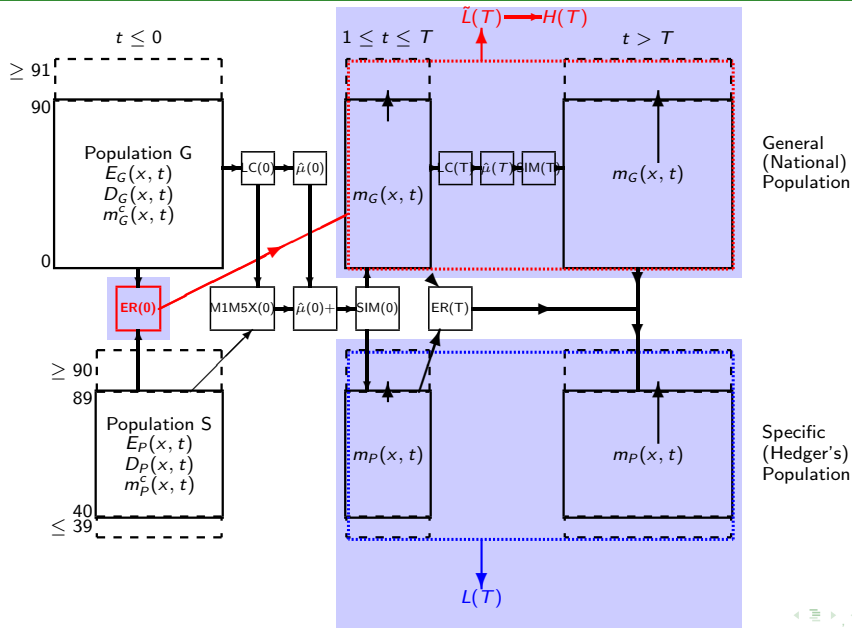 L̃(T) → H(T)
t ≤ 0
1 ≤ t ≤ T
t > T
≥ 91
90
Population G
E_G(x, t)
D_G(x, t)
m^c_G(x, t)
0
LC(0)
μ̂(0)
m_G(x, t)
LC(T)
μ̂(T)
SIM(T)
m_G(x, t)
General
(National)
Population
ER(0)
M1M5X(0)
μ̂(0)+
SIM(0)
ER(T)
≥ 90
89
Population S
E_P(x, t)
D_P(x, t)
m^c_P(x, t)
40
≤ 39
m_P(x, t)
m_P(x, t)
Specific
(Hedger's)
Population
L(T)